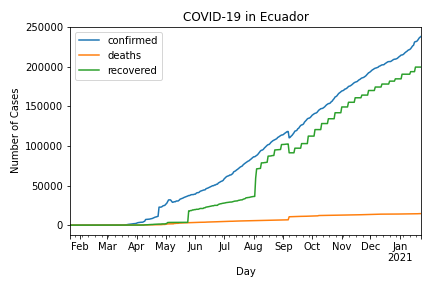 COVID-19 in Ecuador
confirmed
deaths
recovered
Number of Cases
250000
200000
150000
100000
50000
0
Feb Mar Apr May Jun Jul Aug Sep Oct Nov Dec Jan
2021
Day